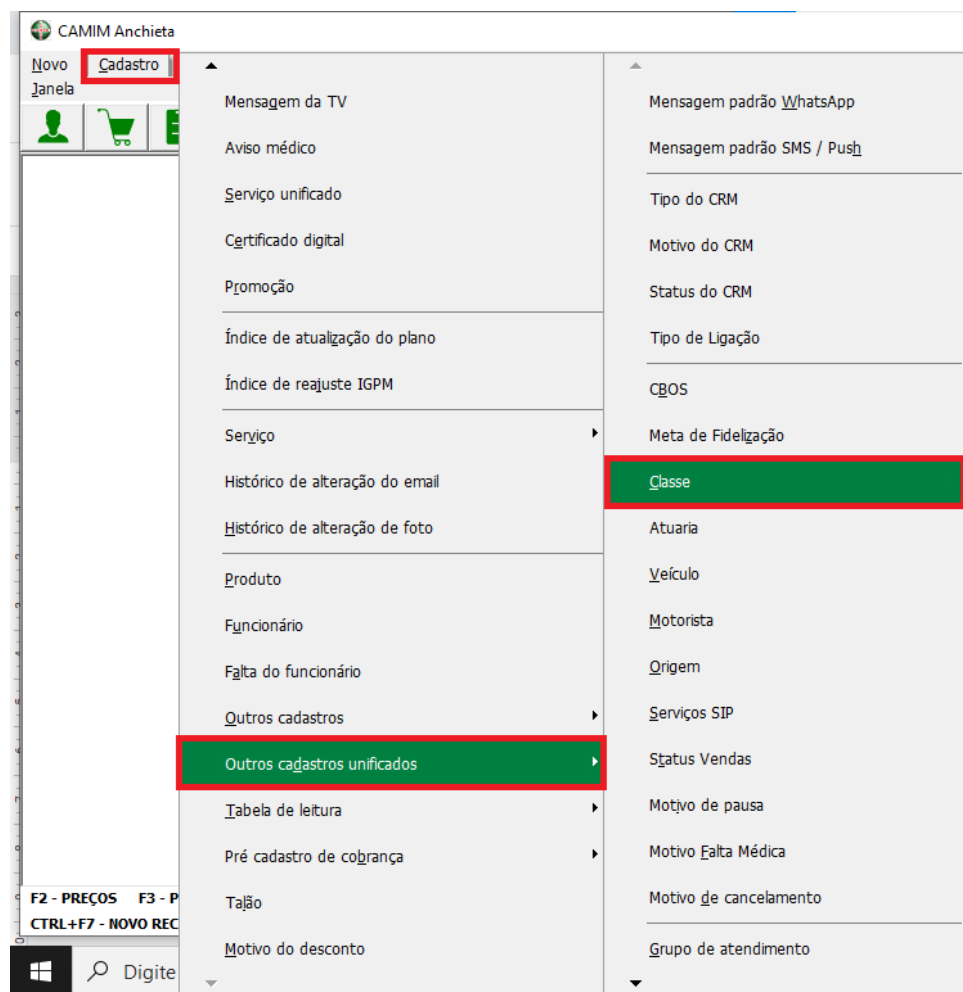 CAMIM Anchieta
Novo Cadastro
Janela
Mensagem da TV
Aviso médico
Serviço unificado
Certificado digital
Promoção
Índice de atualização do plano
Índice de reajuste IGPM
Serviço
Histórico de alteração do email
Histórico de alteração de foto
Produto
Funcionário
Falta do funcionário
Outros cadastros
Outros cadastros unificados
Tabela de leitura
Pré cadastro de cobrança
Talão
Motivo do desconto
Mensagem padrão WhatsApp
Mensagem padrão SMS / Push
Tipo do CRM
Motivo do CRM
Status do CRM
Tipo de Ligação
CBOS
Meta de Fidelização
Classe
Atuaria
Veículo
Motorista
Origem
Serviços SIP
Status Vendas
Motivo de pausa
Motivo Falta Médica
Motivo de cancelamento
Grupo de atendimento
F2 - PREÇOS F3 - P
CTRL+F7 - NOVO REC
Digite